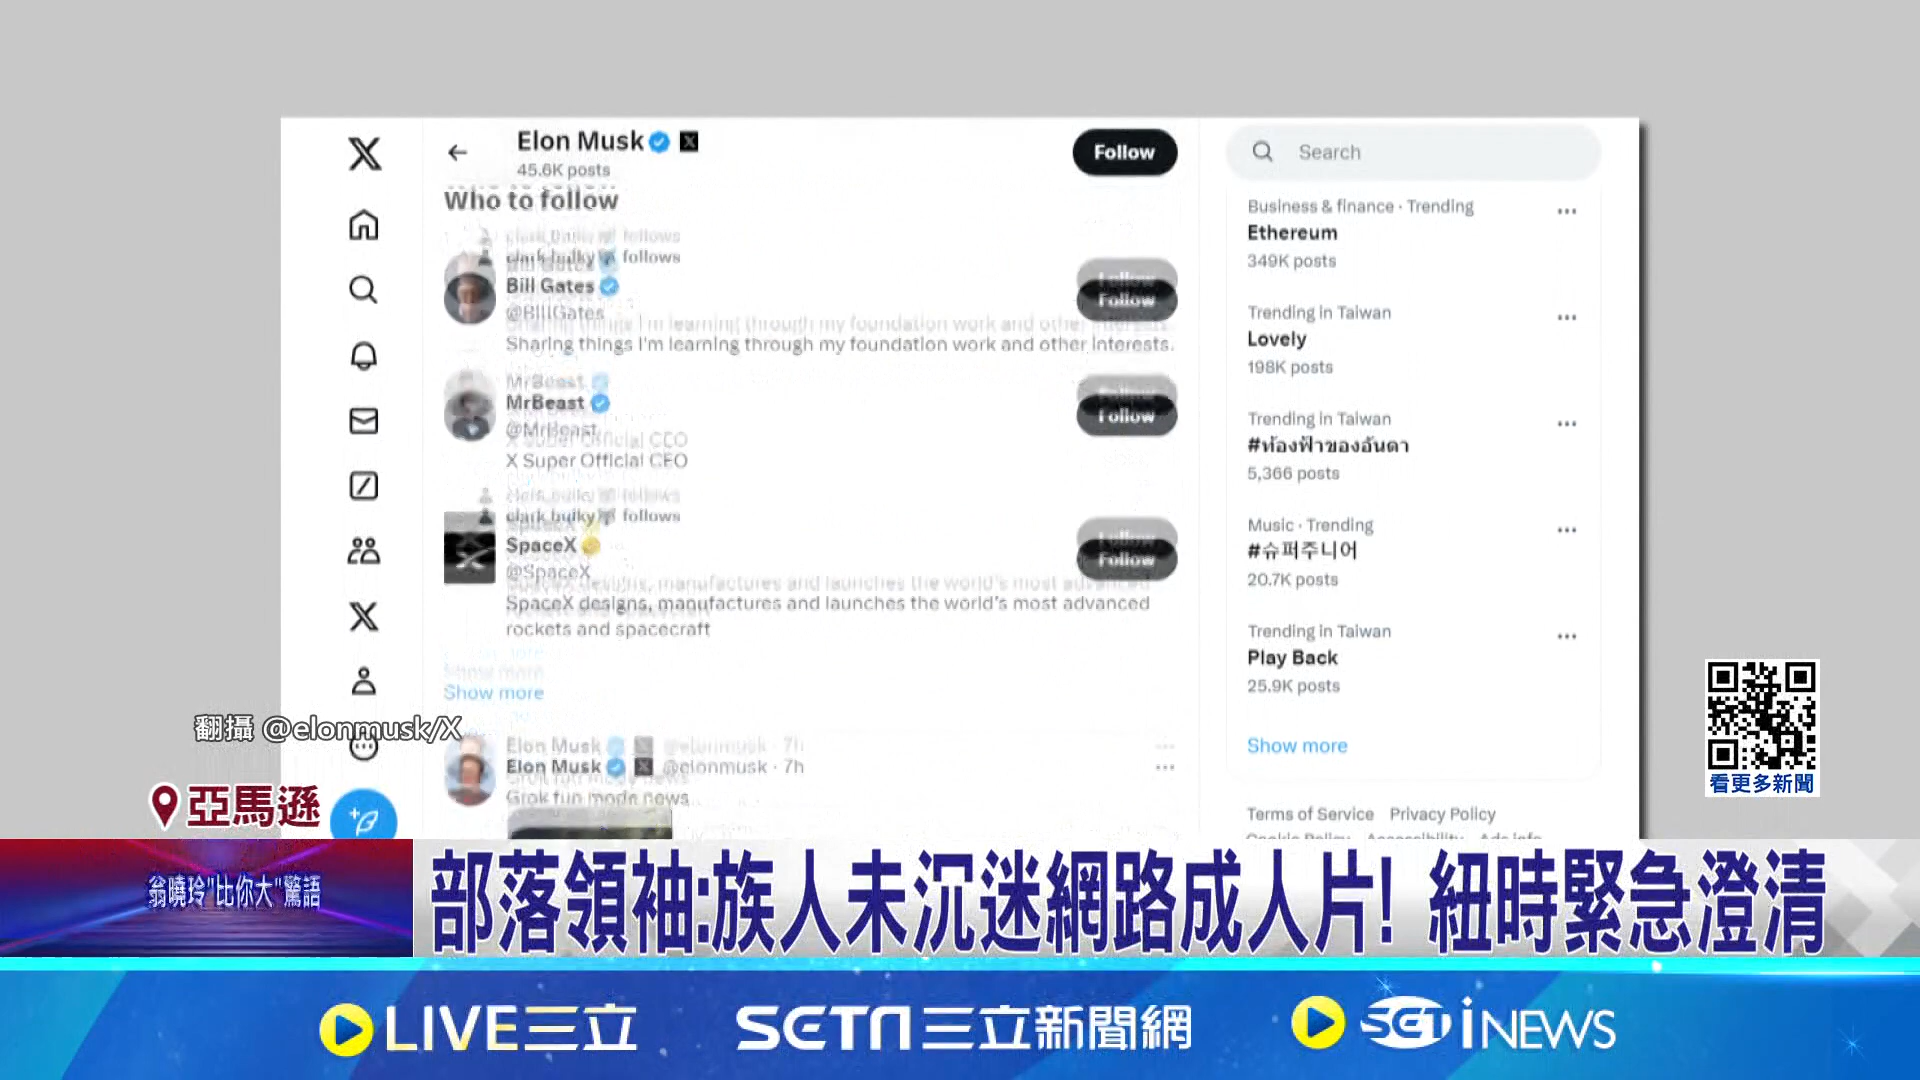 Elon Musk
45.6K posts
Follow
Search
Who to follow
clark bulky follows
Bill Gates
@BillGates
Follow
Sharing things I'm learning through my foundation work and other interests.
MrBeast
@MrBeast
Follow
X Super Official CEO
clark bulky follows
SpaceX
@SpaceX
Follow
SpaceX designs, manufactures and launches the world's most advanced
rockets and spacecraft
Show more
Elon Musk @elonmusk · 7h
Grok fun mode news
Business & finance · Trending
Ethereum
349K posts
Trending in Taiwan
Lovely
198K posts
Trending in Taiwan
#ท้องฟ้าของอันดา
5,366 posts
Music · Trending
#슈퍼주니어
20.7K posts
Trending in Taiwan
Play Back
25.9K posts
Show more
Terms of Service Privacy Policy
Cookie Policy Accessibility Ads info
看更多新聞
翻攝 @elonmusk/X
亞馬遜
翁曉玲"比你大"驚語
部落領袖:族人未沉迷網路成人片! 紐時緊急澄清
LIVE三立
SETN三立新聞網
SETiNEWS